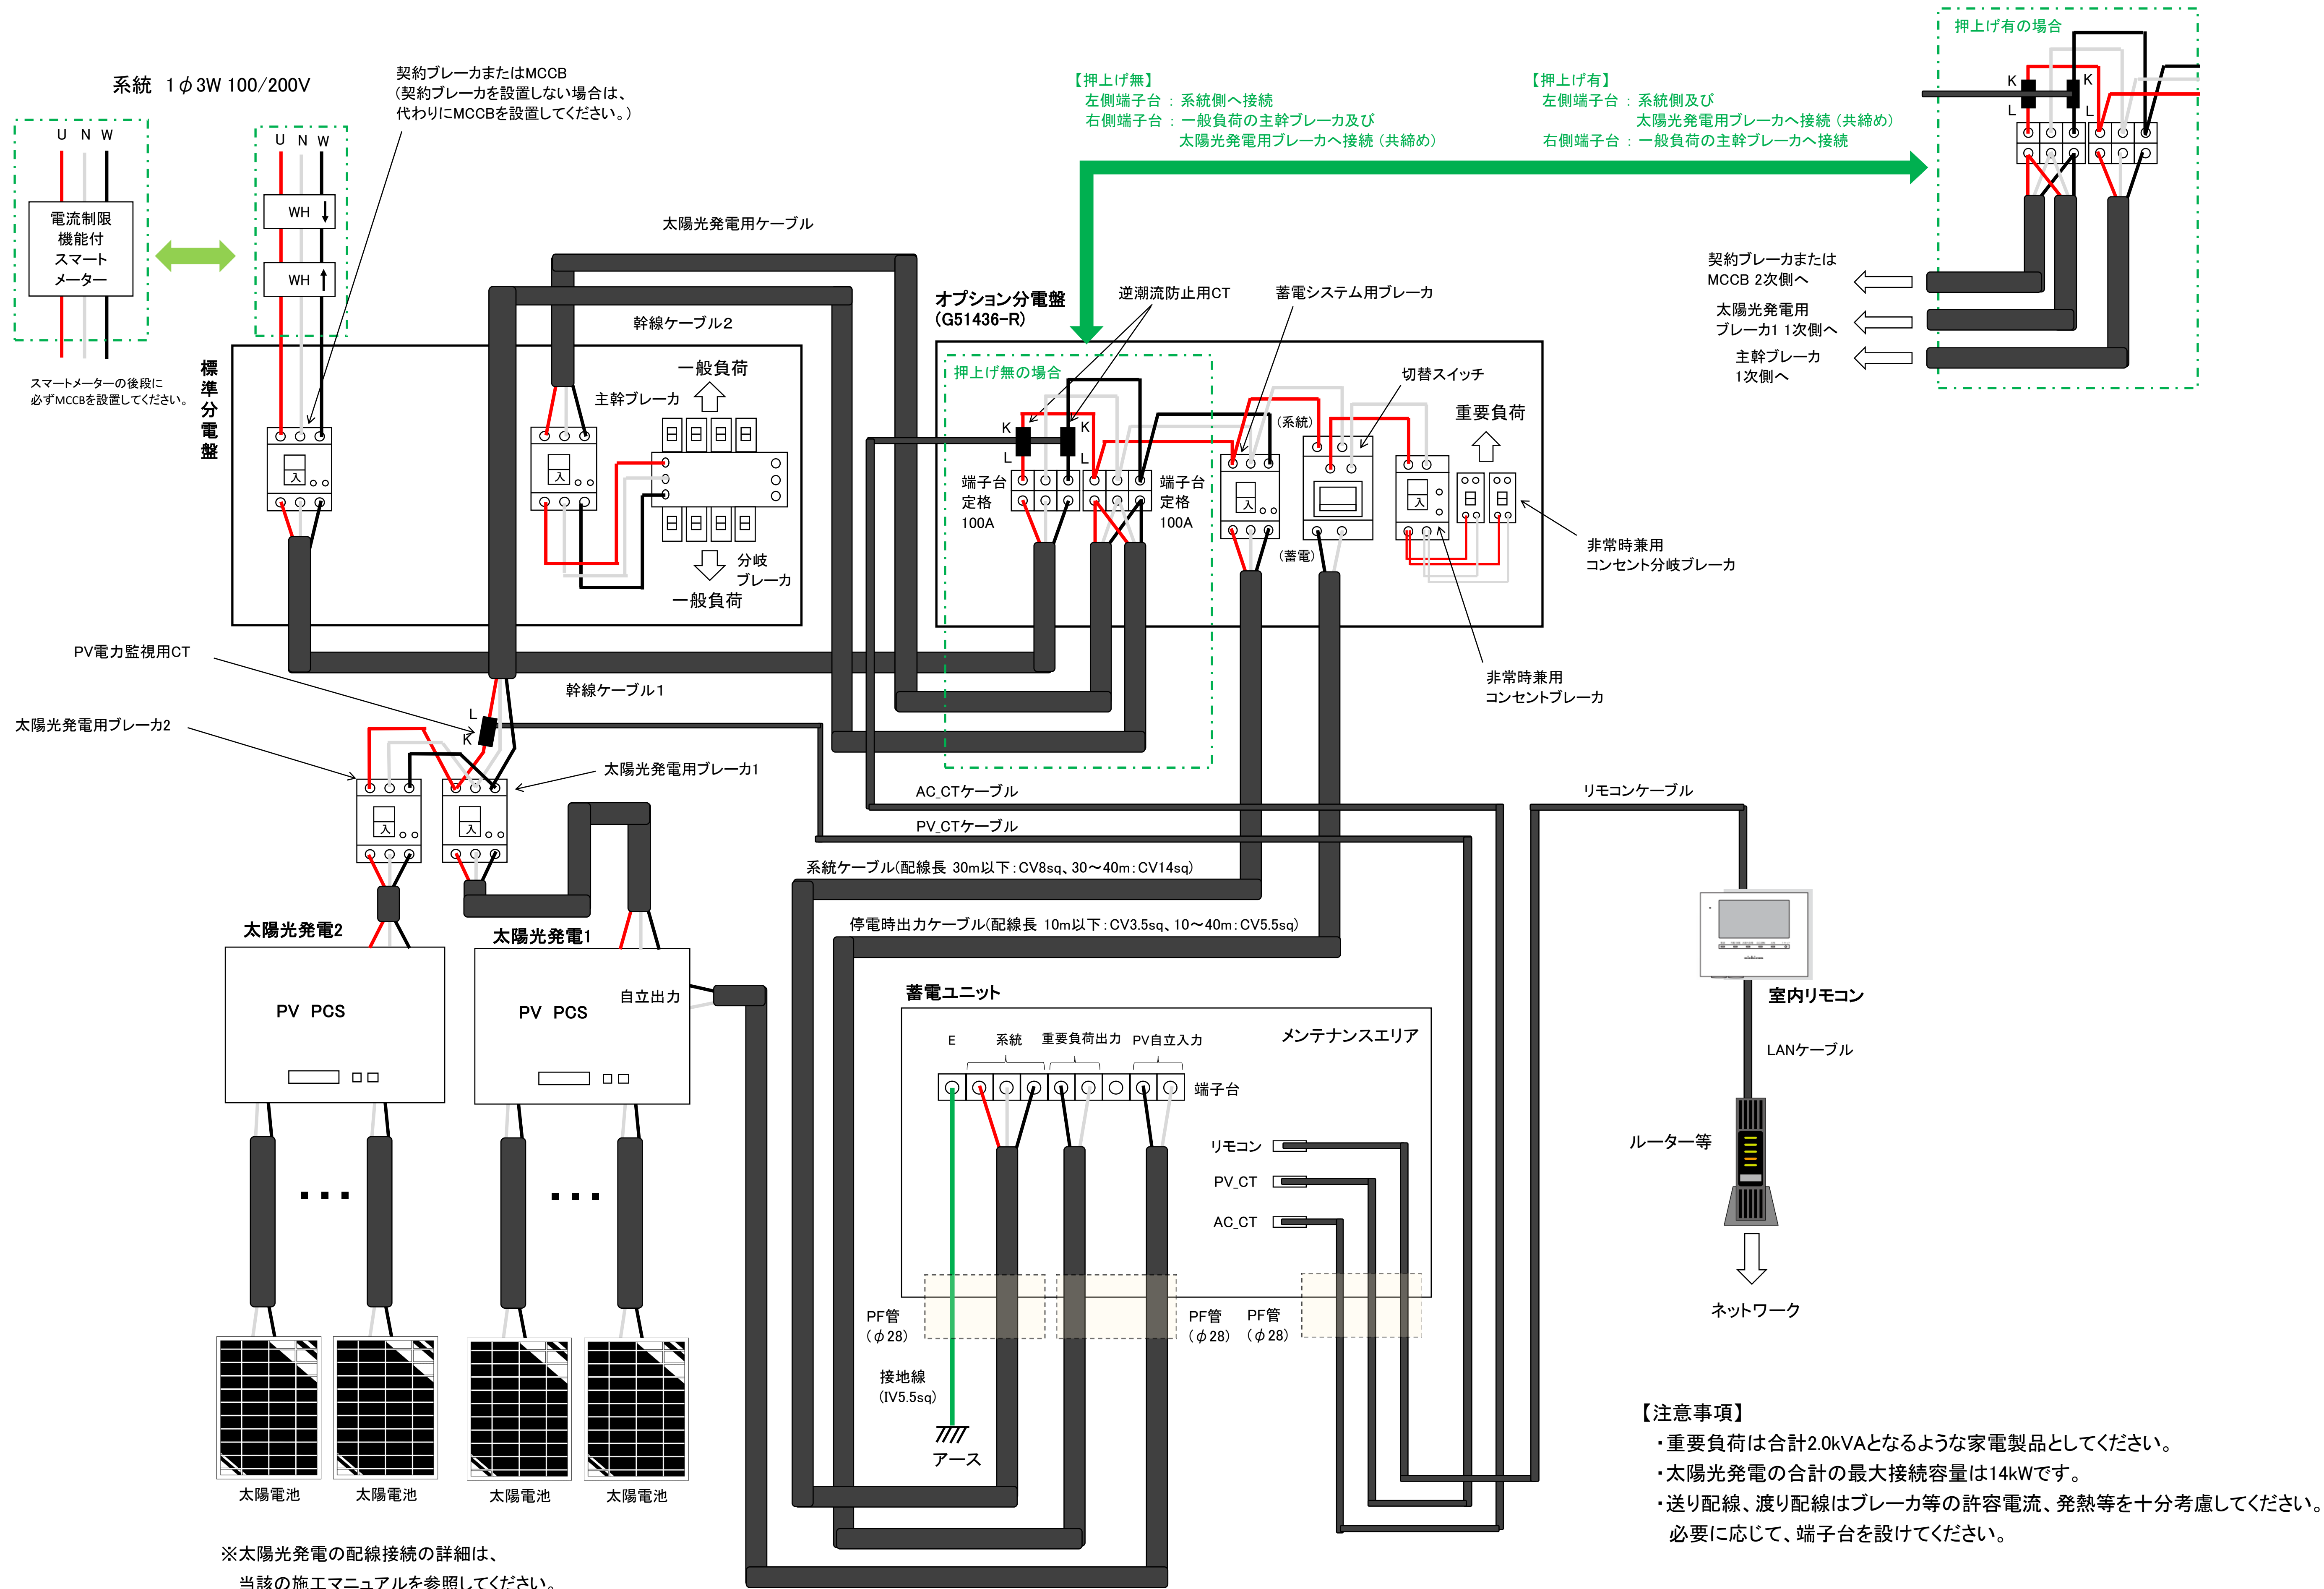 系統　1φ3W 100/200V
U N W
電流制限
機能付
スマート
メーター
スマートメーターの後段に
必ずMCCBを設置してください。
U N W
WH
WH
契約ブレーカまたはMCCB
(契約ブレーカを設置しない場合は、
代わりにMCCBを設置してください。)
【押上げ無】
左側端子台 : 系統側へ接続
右側端子台 : 一般負荷の主幹ブレーカ及び
太陽光発電用ブレーカへ接続 (共締め)
【押上げ有】
左側端子台 : 系統側及び
太陽光発電用ブレーカへ接続 (共締め)
右側端子台 : 一般負荷の主幹ブレーカへ接続
押上げ有の場合
K
K
L
L
契約ブレーカまたは
MCCB 2次側へ
太陽光発電用
ブレーカ1 1次側へ
主幹ブレーカ
1次側へ
太陽光発電用ケーブル
幹線ケーブル2
標準分電盤
入
主幹ブレーカ
入
一般負荷
分岐
ブレーカ
一般負荷
オプション分電盤
(G51436-R)
逆潮流防止用CT
蓄電システム用ブレーカ
押上げ無の場合
K
K
L
L
端子台
定格
100A
端子台
定格
100A
入
(系統)
(蓄電)
切替スイッチ
重要負荷
入
非常時兼用
コンセント分岐ブレーカ
非常時兼用
コンセントブレーカ
PV電力監視用CT
幹線ケーブル1
L
K
太陽光発電用ブレーカ2
太陽光発電用ブレーカ1
入
入
AC_CTケーブル
PV_CTケーブル
リモコンケーブル
系統ケーブル(配線長 30m以下:CV8sq、30～40m:CV14sq)
停電時出力ケーブル(配線長 10m以下:CV3.5sq、10～40m:CV5.5sq)
太陽光発電2
PV PCS
太陽光発電1
PV PCS
自立出力
蓄電ユニット
メンテナンスエリア
E
系統
重要負荷出力
PV自立入力
端子台
リモコン
PV_CT
AC_CT
PF管
(φ28)
PF管
(φ28)
PF管
(φ28)
接地線
(IV5.5sq)
アース
室内リモコン
LANケーブル
ルーター等
ネットワーク
太陽電池
太陽電池
太陽電池
太陽電池
※太陽光発電の配線接続の詳細は、
当該の施工マニュアルを参照してください。
【注意事項】
・重要負荷は合計2.0kVAとなるような家電製品としてください。
・太陽光発電の合計の最大接続容量は14kWです。
・送り配線、渡り配線はブレーカ等の許容電流、発熱等を十分考慮してください。
必要に応じて、端子台を設けてください。